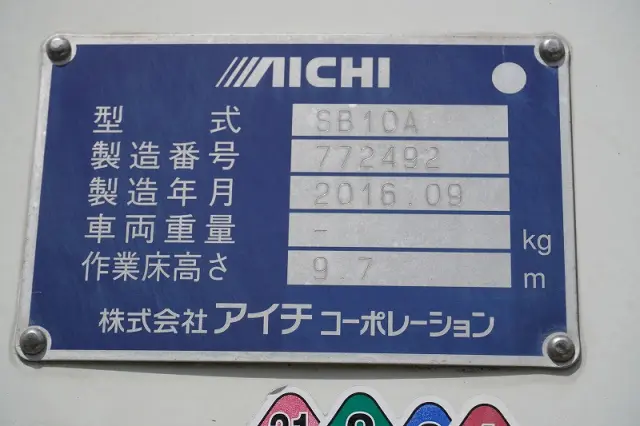 AICHI
型式 SB10A
製造番号 772492
製造年月 2016.09
車両重量 - kg
作業床高さ 9.7 m
株式会社 アイチ コーポレーション